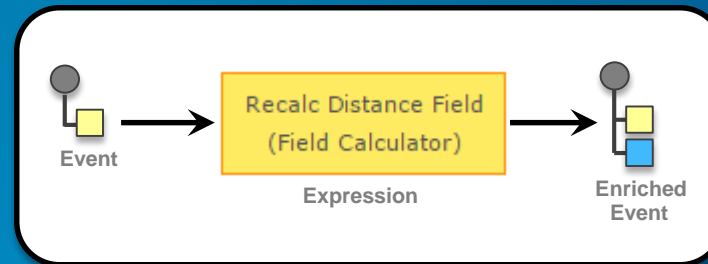 Event
Recalc Distance Field
(Field Calculator)
Expression
Enriched
Event